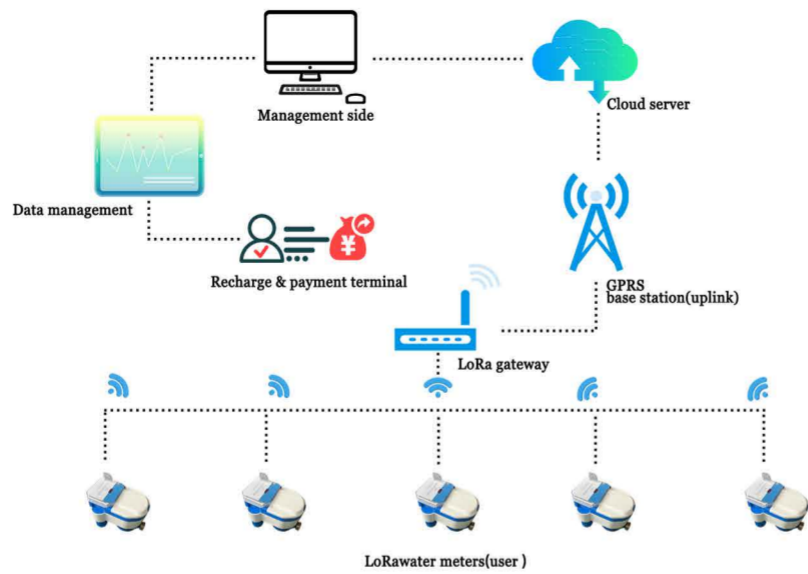 Management side
Cloud server
Data management
¥
Recharge & payment terminal
GPRS
base station(uplink)
LoRa gateway
LoRawater meters(user )